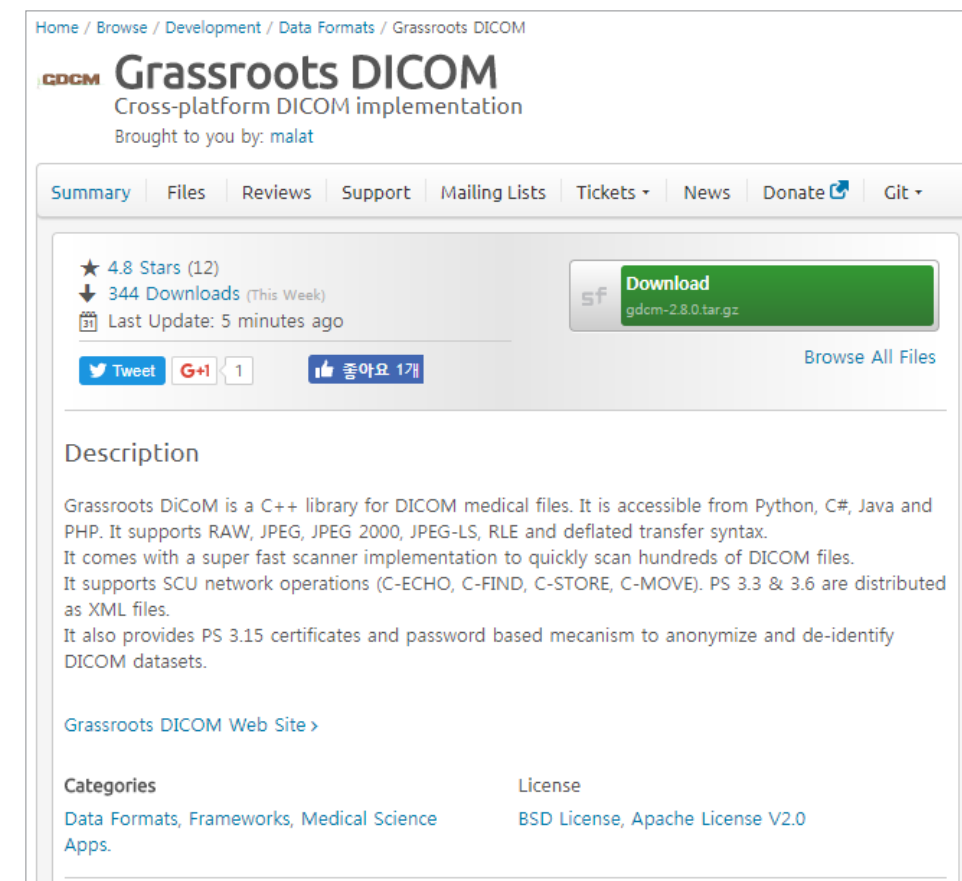 Home / Browse / Development / Data Formats / Grassroots DICOM
GDCM
Grassroots DICOM
Cross-platform DICOM implementation
Brought to you by: malat
Summary Files Reviews Support Mailing Lists Tickets News Donate Git
4.8 Stars (12)
344 Downloads (This Week)
31 Last Update: 5 minutes ago
sf Download
gdcm-2.8.0.tar.gz
Browse All Files
Tweet G+1 1 좋아요 1개
Description
Grassroots DiCoM is a C++ library for DICOM medical files. It is accessible from Python, C#, Java and
PHP. It supports RAW, JPEG, JPEG 2000, JPEG-LS, RLE and deflated transfer syntax.
It comes with a super fast scanner implementation to quickly scan hundreds of DICOM files.
It supports SCU network operations (C-ECHO, C-FIND, C-STORE, C-MOVE). PS 3.3 & 3.6 are distributed
as XML files.
It also provides PS 3.15 certificates and password based mecanism to anonymize and de-identify
DICOM datasets.
Grassroots DICOM Web Site >
Categories
Data Formats, Frameworks, Medical Science
Apps.
License
BSD License, Apache License V2.0